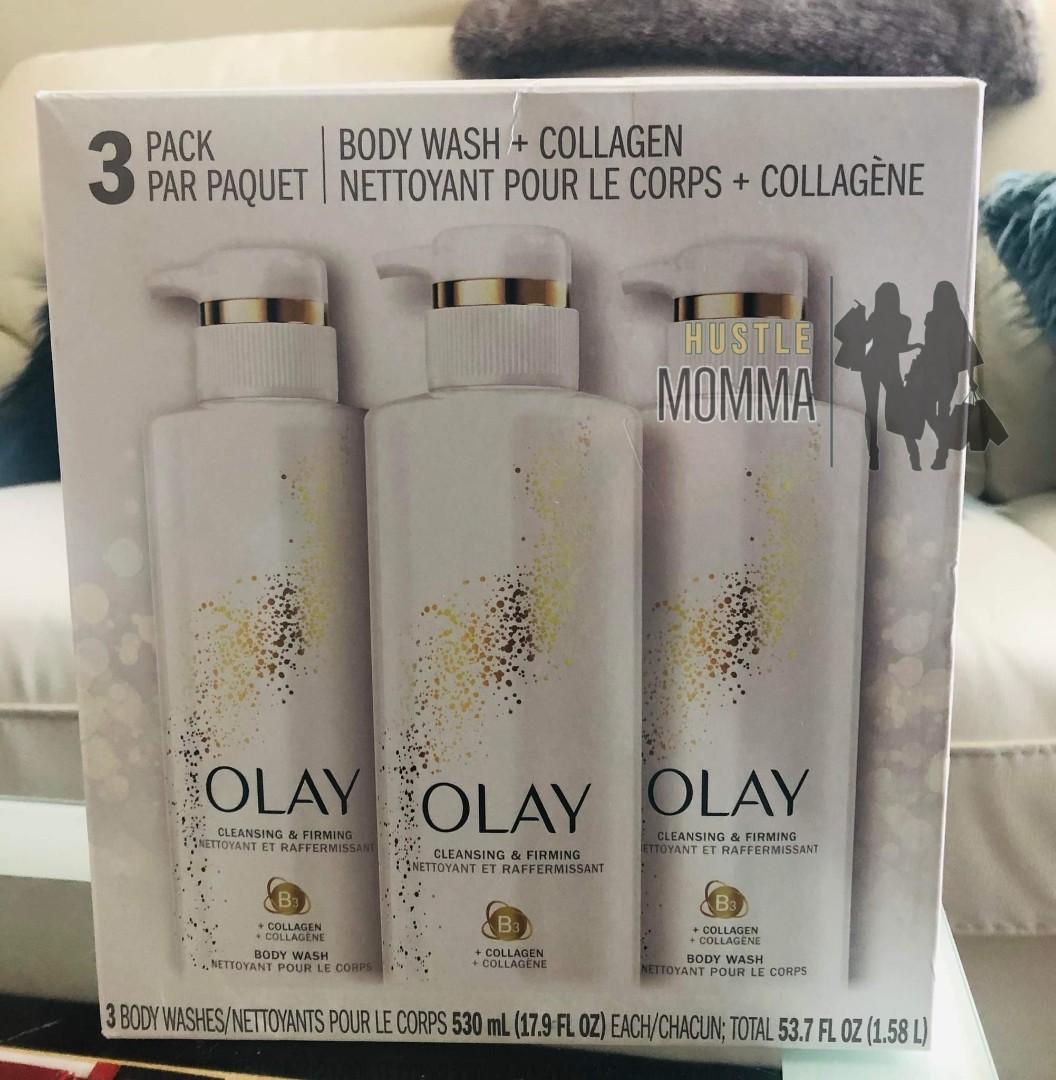 3 PACK
PAR PAQUET
BODY WASH + COLLAGEN
NETTOYANT POUR LE CORPS + COLLAGÈNE
HUSTLE
MOMMA
OLAY
CLEANSING & FIRMING
NETTOYANT ET RAFFERMISSANT
B3
+ COLLAGEN
+ COLLAGÈNE
BODY WASH
NETTOYANT POUR LE CORPS
OLAY
CLEANSING & FIRMING
NETTOYANT ET RAFFERMISSANT
B3
+ COLLAGEN
+ COLLAGÈNE
OLAY
CLEANSING & FIRMING
ETTOYANT ET RAFFERMISSANT
B3
+ COLLAGEN
+ COLLAGÈNE
BODY WASH
NETTOYANT POUR LE CORPS
3 BODY WASHES/NETTOYANTS POUR LE CORPS 530 mL (17.9 FL OZ) EACH/CHACUN; TOTAL 53.7 FL OZ (1.58 L)